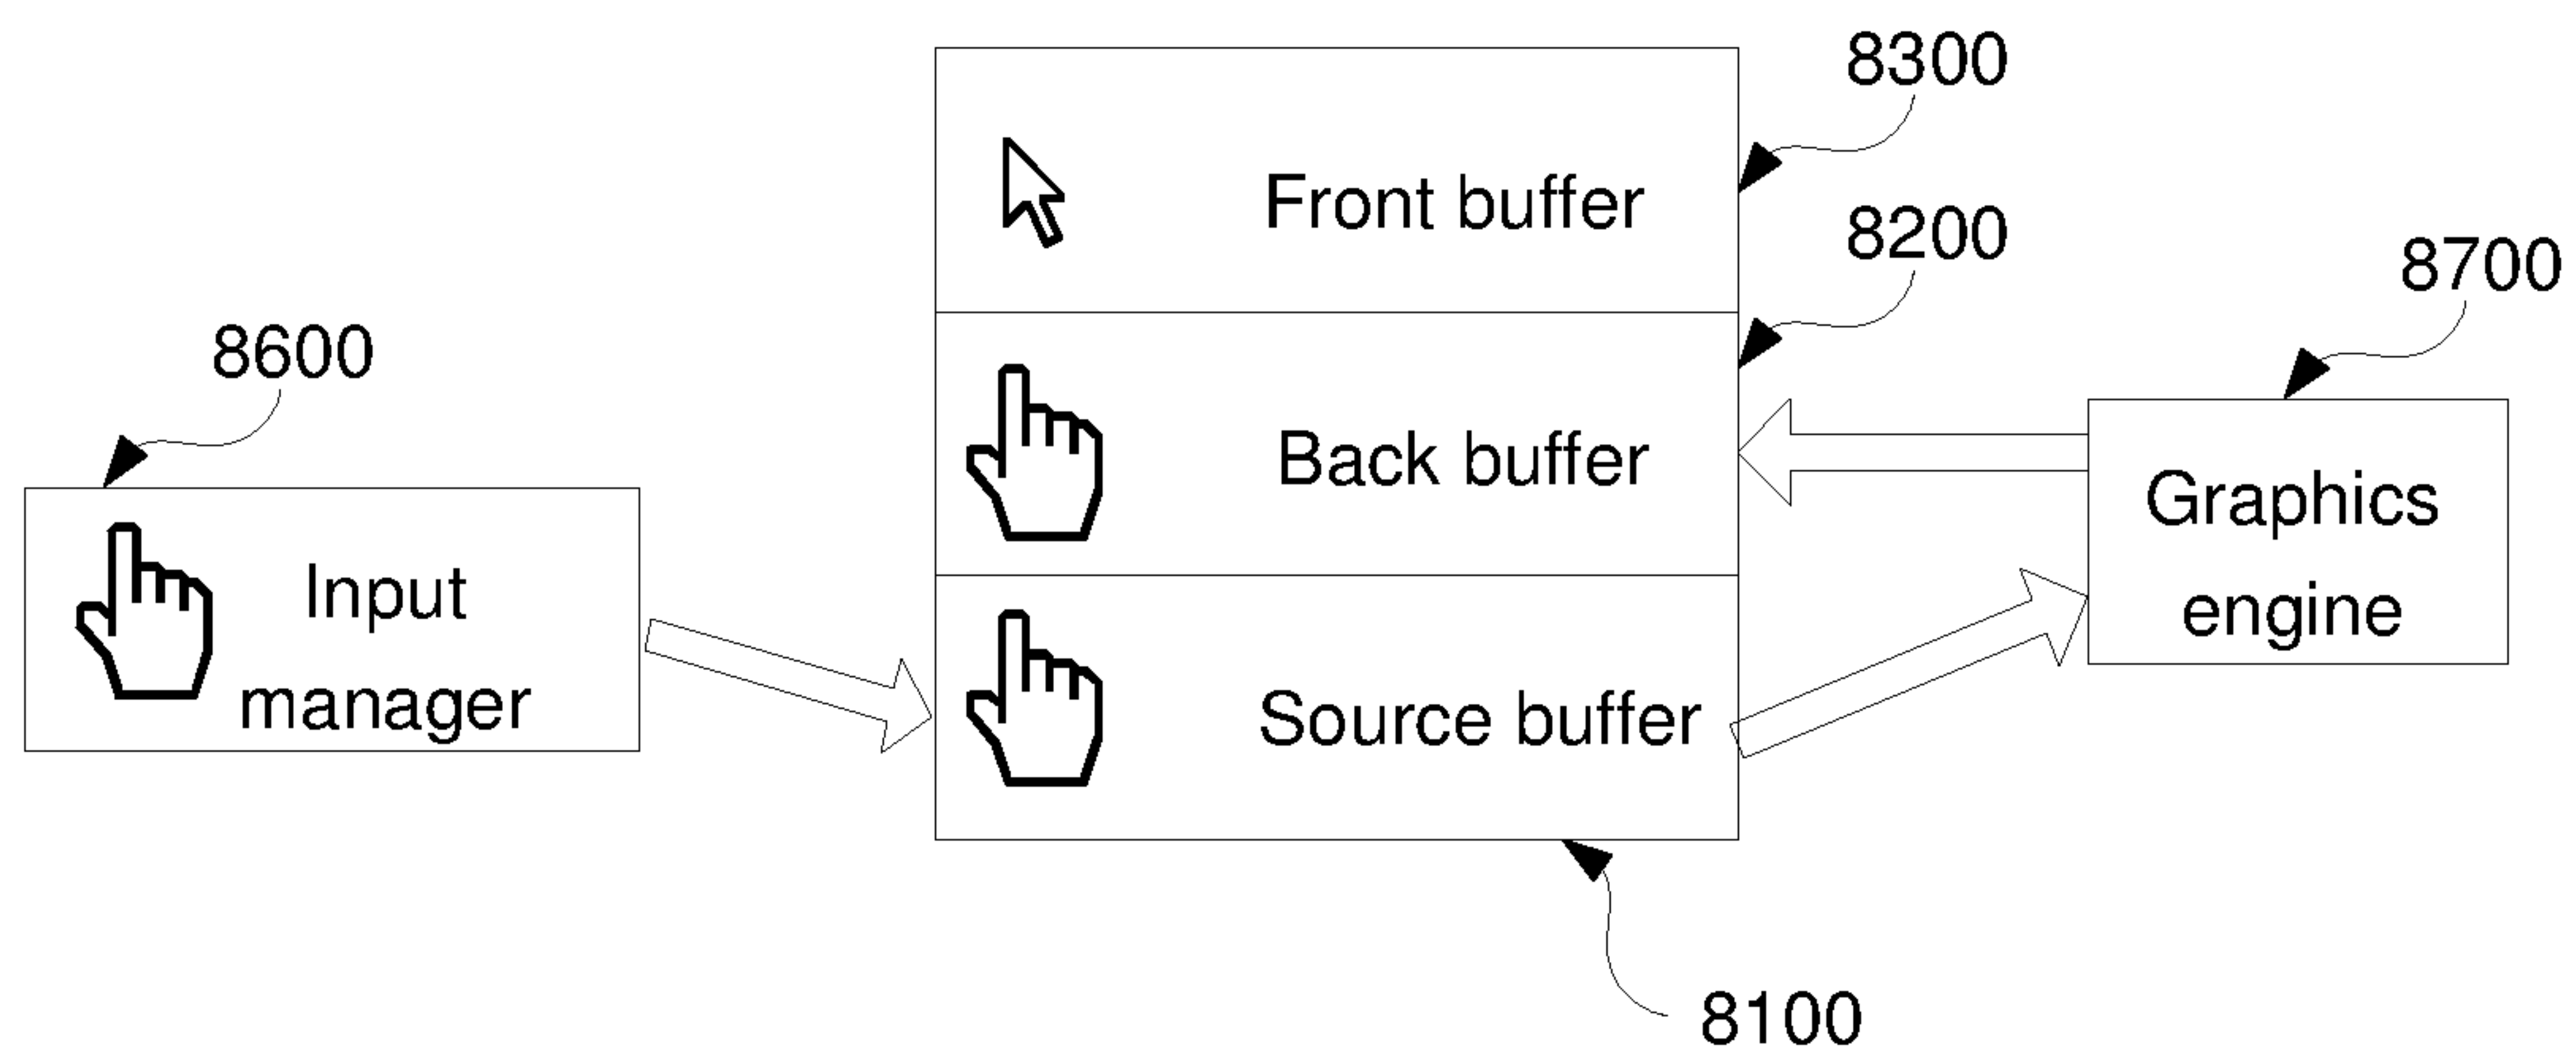 8300
Front buffer
8200
8700
8600
Back buffer
Graphics
engine
Input
manager
Source buffer
8100